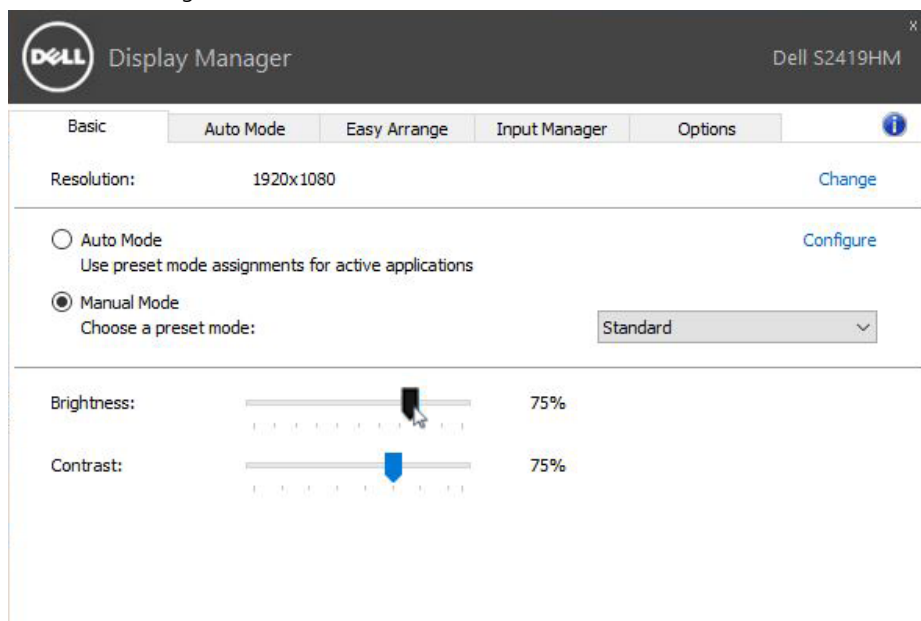 DELL Display Manager
x
Dell S2419HM
Basic Auto Mode Easy Arrange Input Manager Options i
Resolution: 1920x1080 Change
Auto Mode Configure
Use preset mode assignments for active applications
Manual Mode
Choose a preset mode: Standard
Brightness: 75%
Contrast: 75%